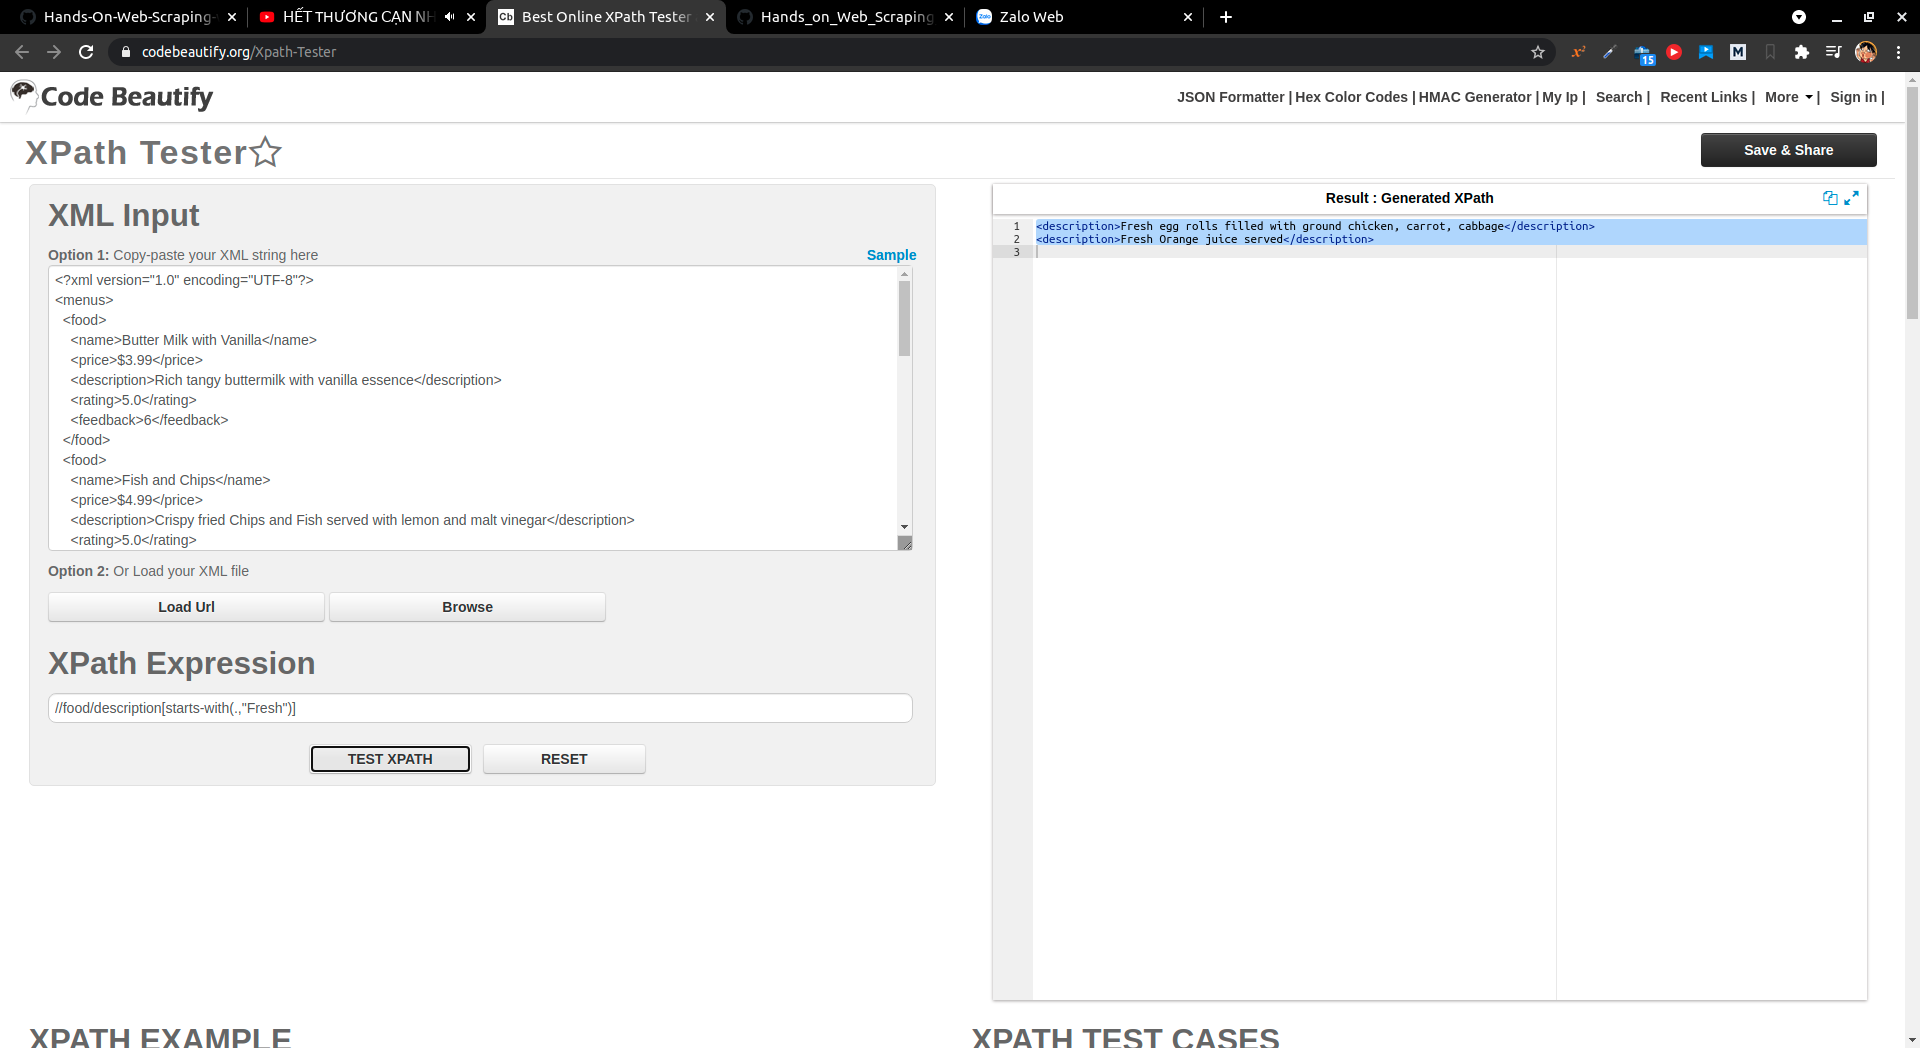 Hands-On-Web-Scraping-
HẾT THƯƠNG CẠN NH
Cb Best Online XPath Tester
Hands_on_Web_Scraping
Zalo Web
codebeautify.org/Xpath-Tester
15
M
Code Beautify
JSON Formatter | Hex Color Codes | HMAC Generator | My Ip | Search | Recent Links | More | Sign in |
XPath Tester
Save & Share
XML Input
Option 1: Copy-paste your XML string here
Sample
<?xml version="1.0" encoding="UTF-8"?>
<menus>
<food>
<name>Butter Milk with Vanilla</name>
<price>$3.99</price>
<description>Rich tangy buttermilk with vanilla essence</description>
<rating>5.0</rating>
<feedback>6</feedback>
</food>
<food>
<name>Fish and Chips</name>
<price>$4.99</price>
<description>Crispy fried Chips and Fish served with lemon and malt vinegar</description>
<rating>5.0</rating>
Option 2: Or Load your XML file
Load Url
Browse
XPath Expression
//food/description[starts-with(.,"Fresh")]
TEST XPATH
RESET
Result : Generated XPath
1 <description>Fresh egg rolls filled with ground chicken, carrot, cabbage</description>
2 <description>Fresh Orange juice served</description>
3
XPATH EXAMPLE
XPATH TEST CASES